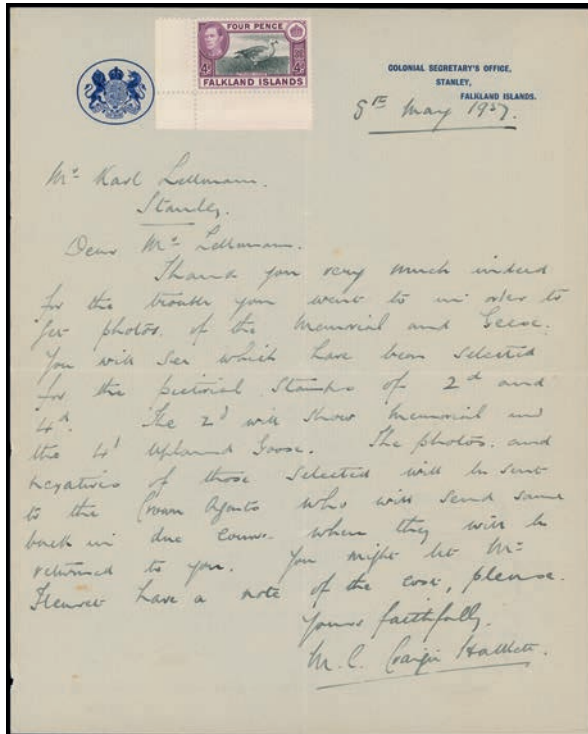 FOUR PENCE
4d 4d
FALKLAND ISLANDS
COLONIAL SECRETARY'S OFFICE,
STANLEY,
FALKLAND ISLANDS.
8th May 1937.
Mr Karl Lellmann.
Stanley.
Dear Mr Lellmann.
Thank you very much indeed
for the trouble you went to in order to
get photos. of the Memorial and Geese.
You will see which have been selected
for the pictorial stamps of 2d and
4d. The 2d will show Memorial and
the 4d Upland Goose. The photos. and
negatives of those selected will be sent
to the Crown Agents who will send same
back in due course when they will be
returned to you. You might let Mr
have a note of the cost, please.
Yours faithfully.
M. C. Craigie Halkett.